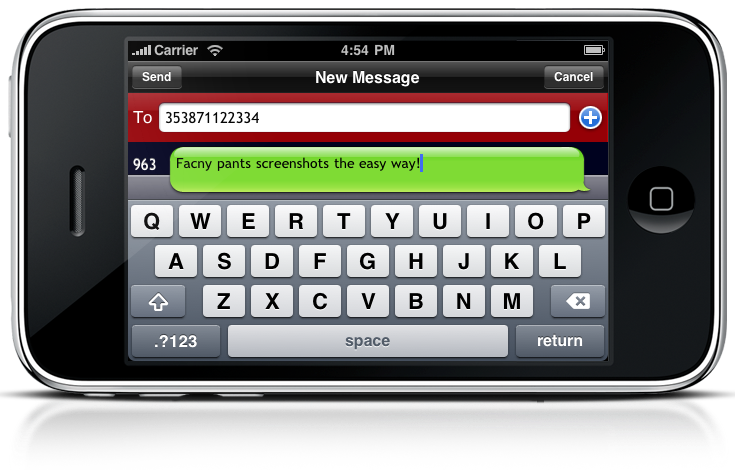 Carrier 4:54 PM
Send New Message Cancel
To 353871122334
963 Facny pants screenshots the easy way!
Q W E R T Y U I O P
A S D F G H J K L
Z X C V B N M
.?123 space return